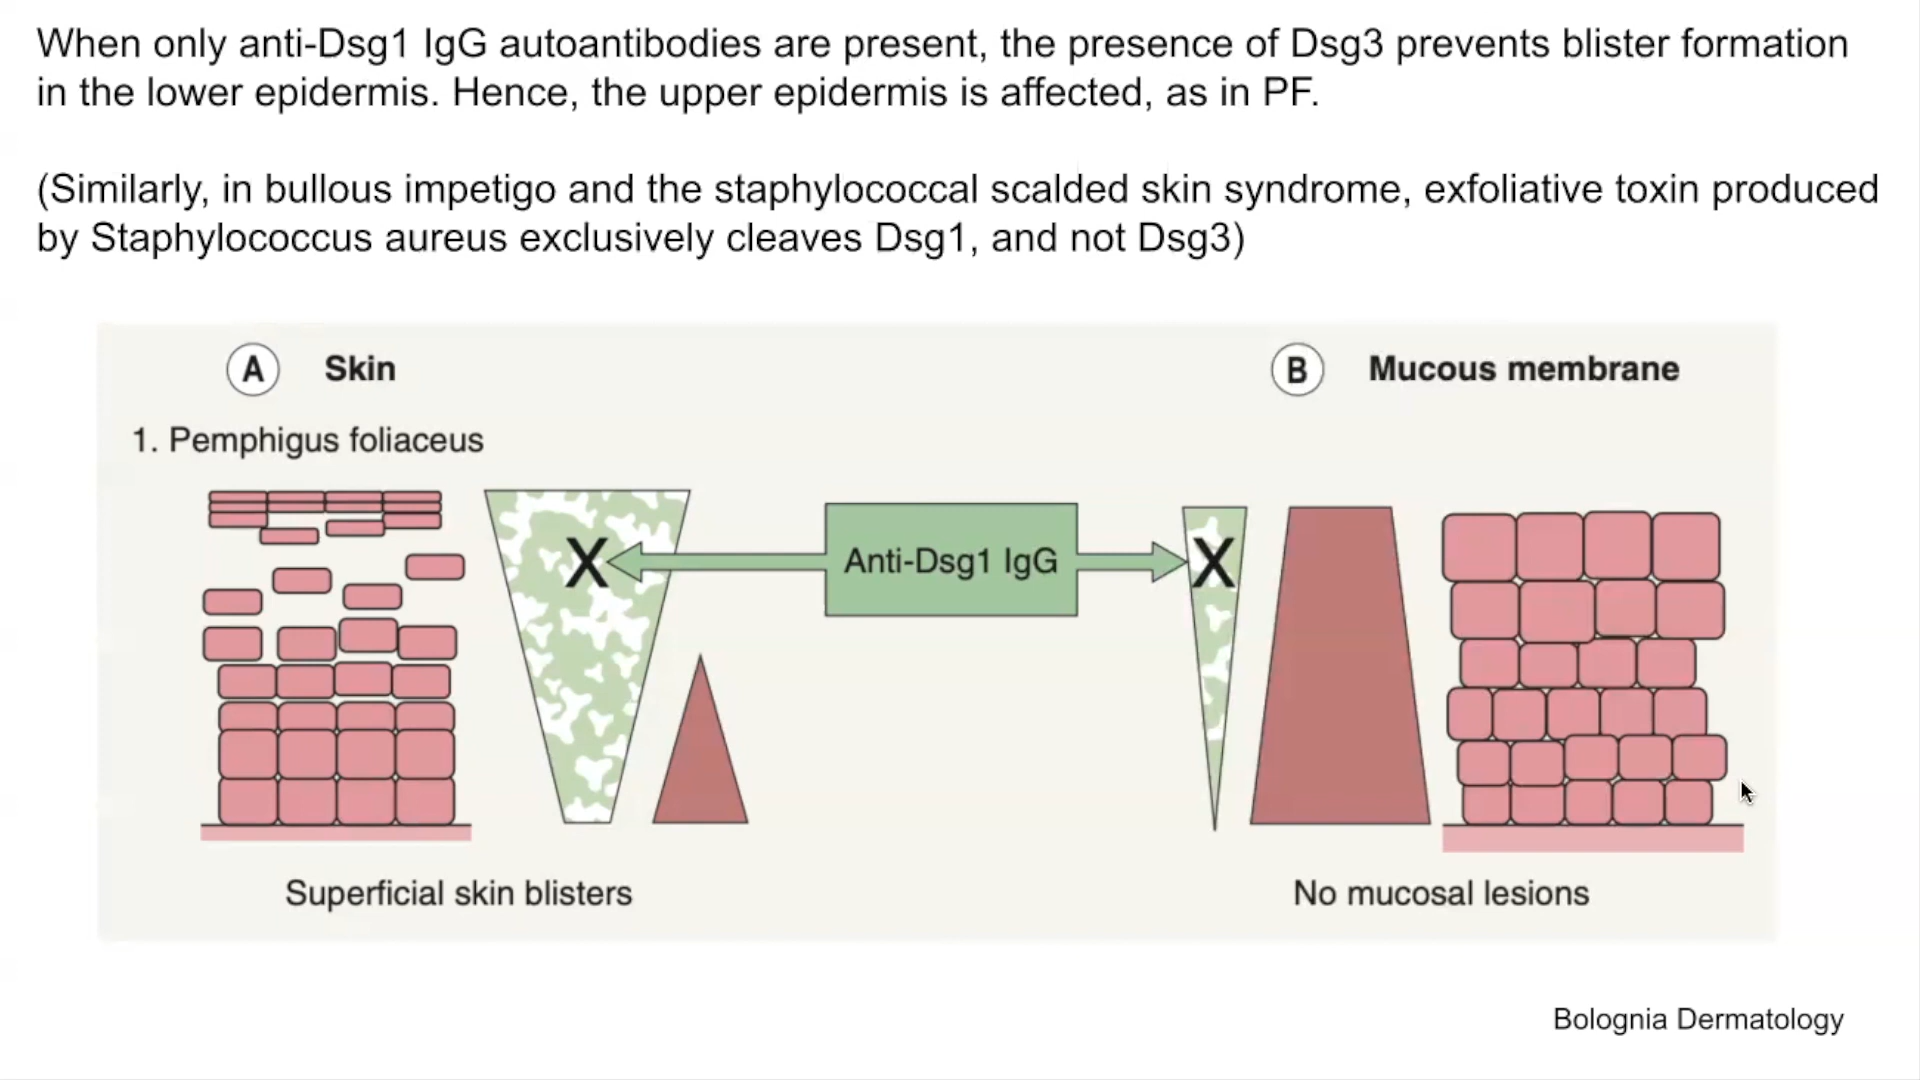 When only anti-Dsg1 IgG autoantibodies are present, the presence of Dsg3 prevents blister formation
in the lower epidermis. Hence, the upper epidermis is affected, as in PF.
(Similarly, in bullous impetigo and the staphylococcal scalded skin syndrome, exfoliative toxin produced
by Staphylococcus aureus exclusively cleaves Dsg1, and not Dsg3)
A Skin
B Mucous membrane
1. Pemphigus foliaceus
X
Anti-Dsg1 IgG
X
Superficial skin blisters
No mucosal lesions
Bolognia Dermatology